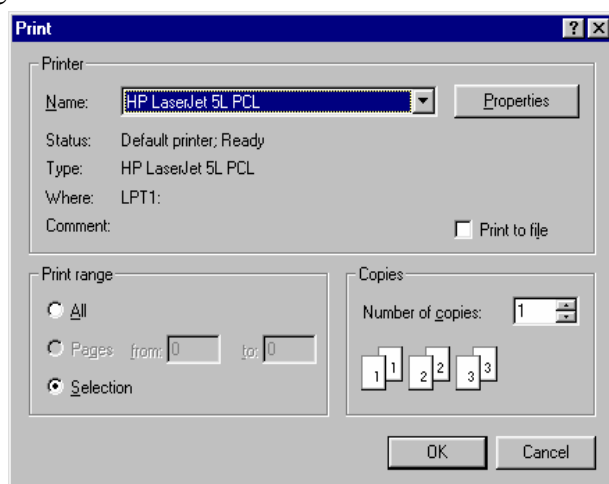 Print
Printer
Name: HP LaserJet 5L PCL Properties
Status: Default printer; Ready
Type: HP LaserJet 5L PCL
Where: LPT1:
Comment: Print to file
Print range
All
Pages from: 0 to: 0
Selection
Copies
Number of copies: 1
1 1 2 2 3 3
OK Cancel